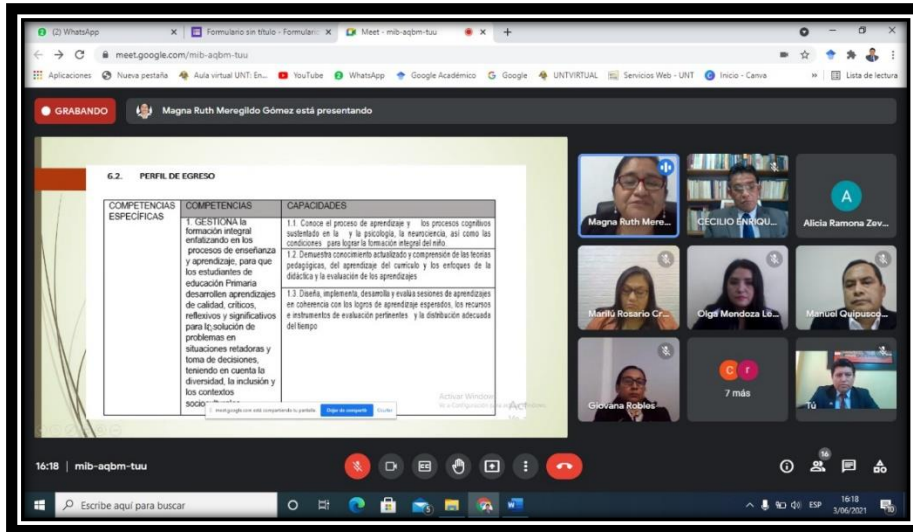 (2) WhatsApp
Formulario sin título - Formulario
Meet - mib-aqbm-tuu
meet.google.com/mib-aqbm-tuu
Aplicaciones
Nueva pestaña
Aula virtual UNT: En...
YouTube
WhatsApp
Google Académico
Google
UNTVIRTUAL
Servicios Web - UNT
Inicio - Canva
Lista de lectura
GRABANDO
Magna Ruth Meregildo Gómez está presentando
6.2. PERFIL DE EGRESO
COMPETENCIAS ESPECÍFICAS
COMPETENCIAS
CAPACIDADES
1. GESTIONA la
formación integral
enfatizando en los
procesos de enseñanza
y aprendizaje, para que
los estudiantes de
educación Primaria
desarrollen aprendizajes
de calidad, críticos,
reflexivos y significativos
para la solución de
problemas en
situaciones retadoras y
toma de decisiones,
teniendo en cuenta la
diversidad, la inclusión y
los contextos
1.1. Conoce el proceso de aprendizaje y los procesos cognitivos
sustentado en la y la psicología, la neurociencia, así como las
condiciones para lograr la formación integral del niño.
1.2. Demuestra conocimiento actualizado y comprensión de las teorías
pedagógicas, del aprendizaje del currículo y los enfoques de la
didáctica y la evaluación de los aprendizajes
1.3. Diseña, implementa, desarrolla y evalúa sesiones de aprendizajes
en coherencia con los logros de aprendizaje esperados, los recursos
e instrumentos de evaluación pertinentes y la distribución adecuada
del tiempo
meet.google.com está compartiendo tu pantalla.
Dejar de compartir
Ocultar
Activar Windows
Magna Ruth Mere...
CECILIO ENRIQU...
A
Alicia Ramona Zev...
Marilú Rosario Cr...
Olga Mendoza Le...
Manuel Quipusco...
Giovana Robles
C r
7 más
Tú
16:18 | mib-aqbm-tuu
16
Escribe aquí para buscar
ESP
16:18
3/06/2021